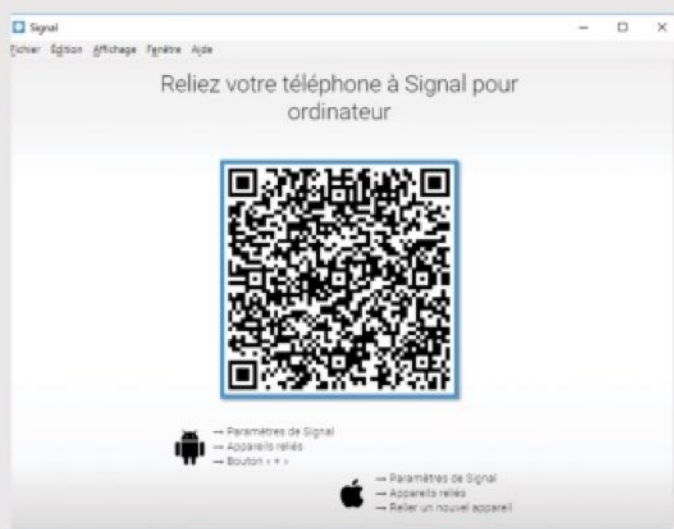 Signal
Fichier Édition Affichage Fenêtre Aide
Reliez votre téléphone à Signal pour
ordinateur
→ Paramètres de Signal
→ Appareils reliés
→ Bouton « + »
→ Paramètres de Signal
→ Appareils reliés
→ Relier un nouvel appareil